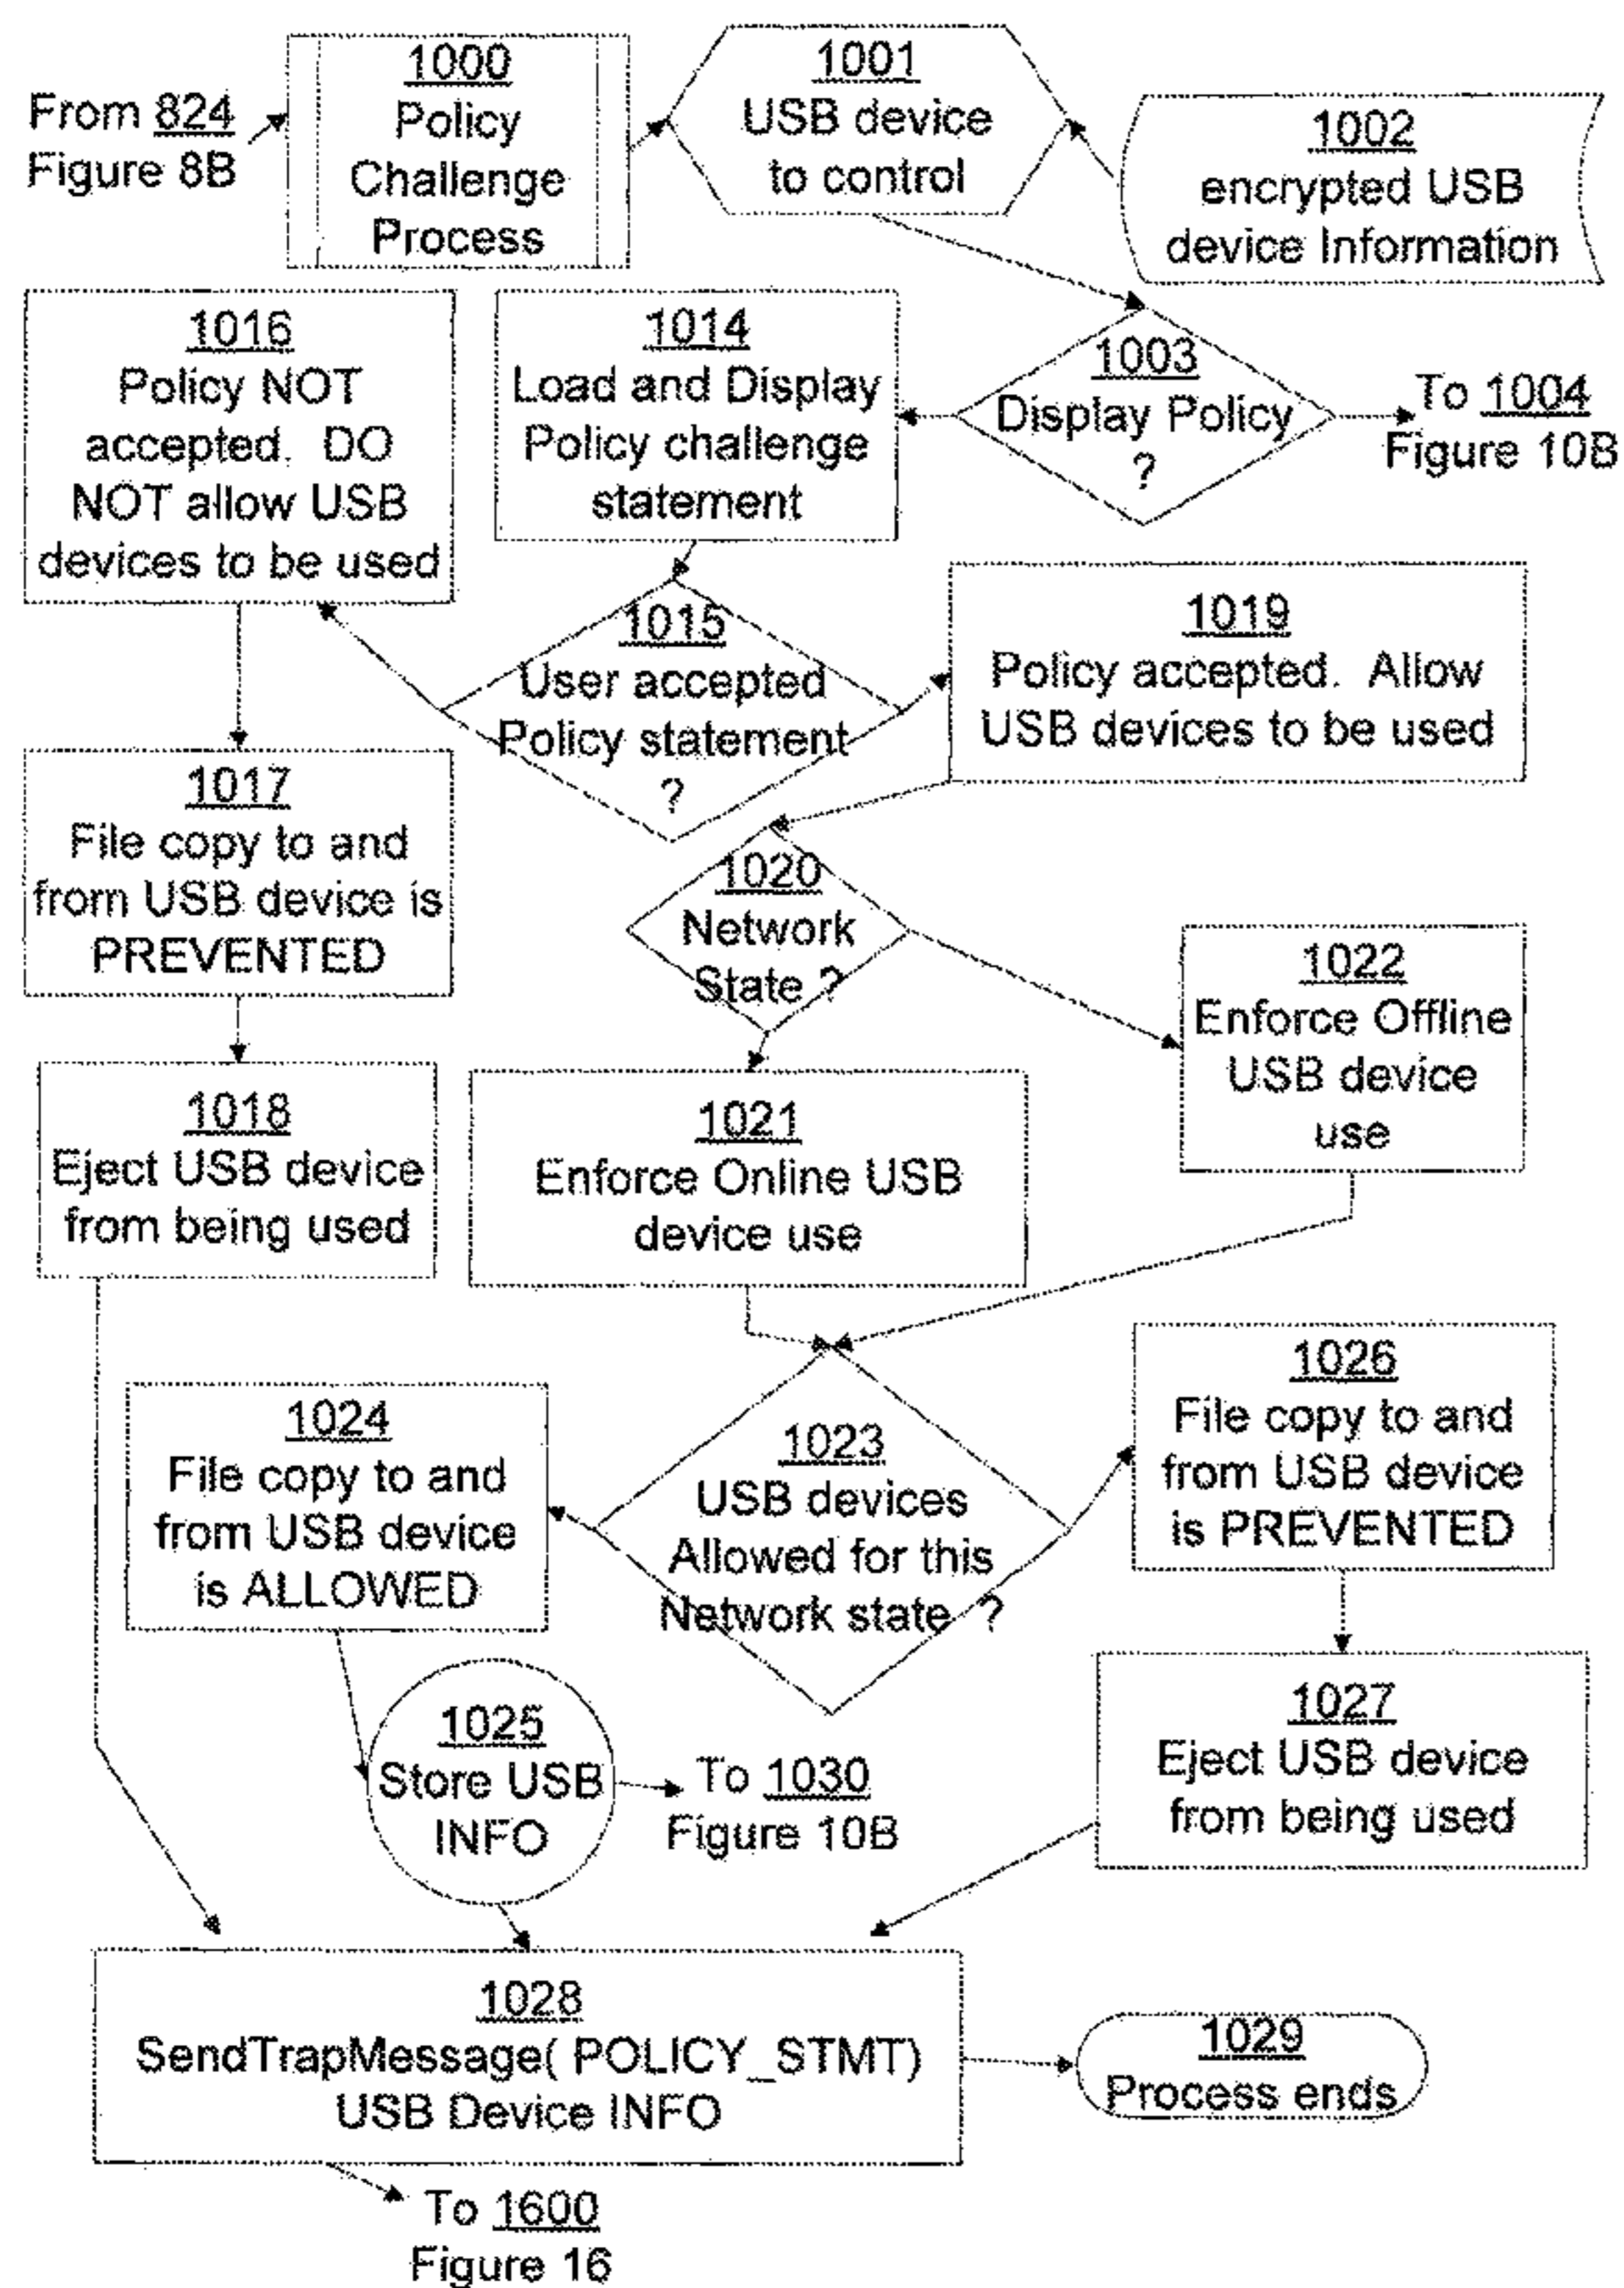 From 824
Figure 8B
1000
Policy
Challenge
Process
1001
USB device
to control
1002
encrypted USB
device Information
1016
Policy NOT
accepted. DO
NOT allow USB
devices to be used
1014
Load and Display
Policy challenge
statement
1003
Display Policy
?
To 1004
Figure 10B
1015
User accepted
Policy statement
?
1019
Policy accepted. Allow
USB devices to be used
1017
File copy to and
from USB device is
PREVENTED
1020
Network
State ?
1022
Enforce Offline
USB device
use
1018
Eject USB device
from being used
1021
Enforce Online USB
device use
1024
File copy to and
from USB device
is ALLOWED
1023
USB devices
Allowed for this
Network state ?
1026
File copy to and
from USB device
is PREVENTED
1025
Store USB
INFO
To 1030
Figure 10B
1027
Eject USB device
from being used
1028
SendTrapMessage( POLICY_STMT)
USB Device INFO
1029
Process ends
To 1600
Figure 16